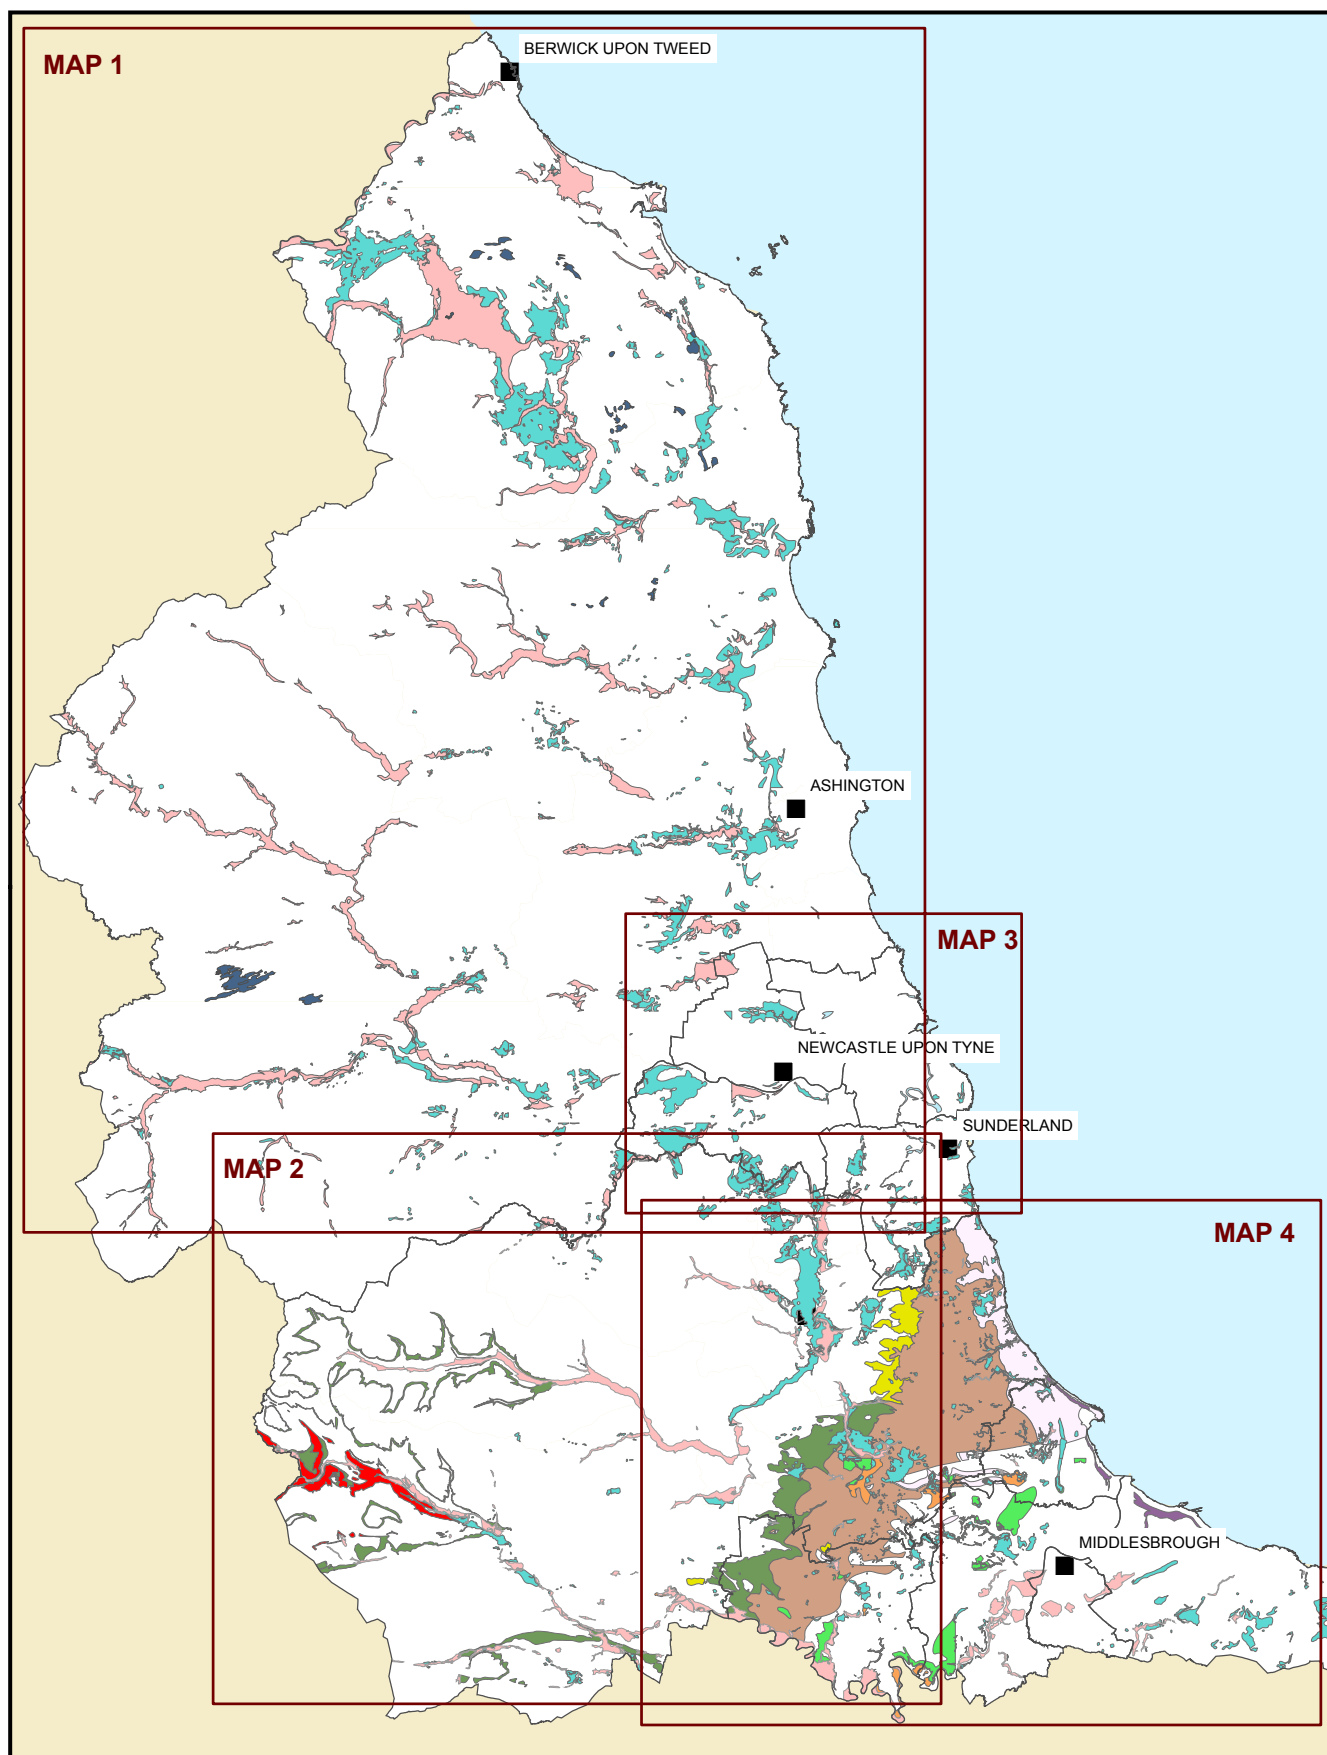 BERWICK UPON TWEED
MAP 1
ASHINGTON
MAP 3
NEWCASTLE UPON TYNE
SUNDERLAND
MAP 2
MAP 4
MIDDLESBROUGH